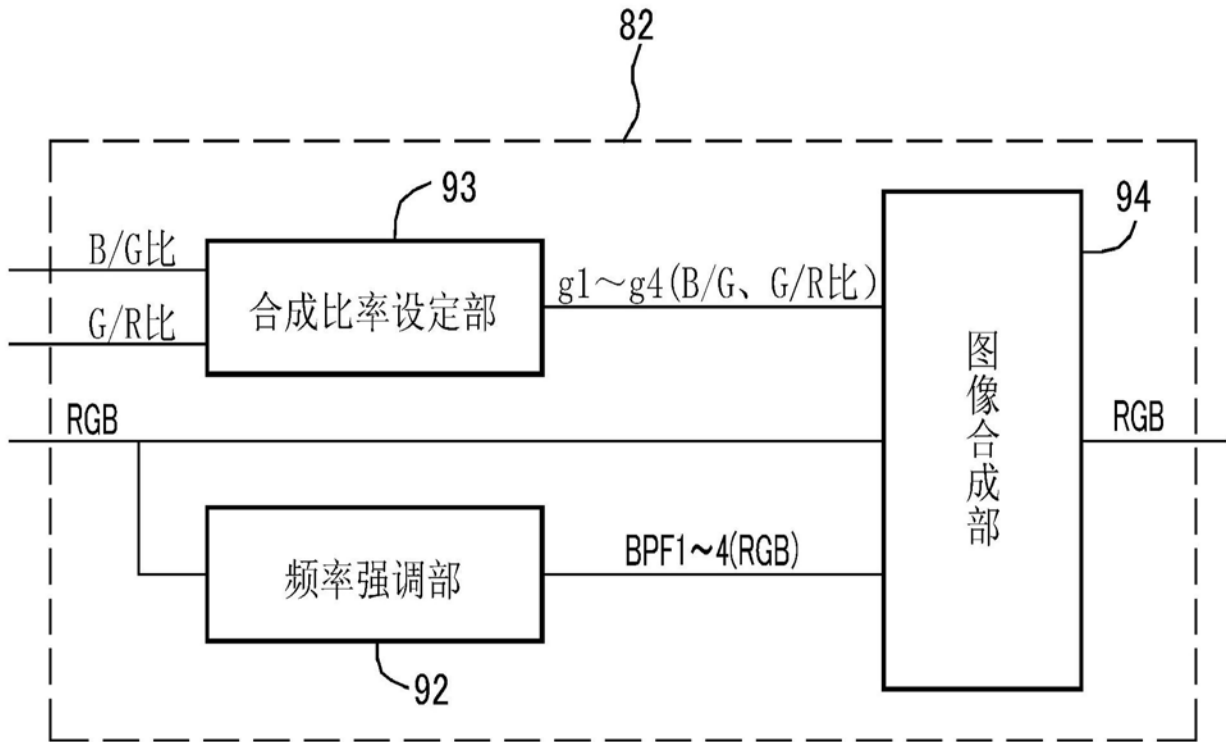 82
93
94
B/G比
G/R比
合成比率设定部
g1～g4(B/G、G/R比)
RGB
图像合成部
RGB
频率强调部
BPF1～4(RGB)
92